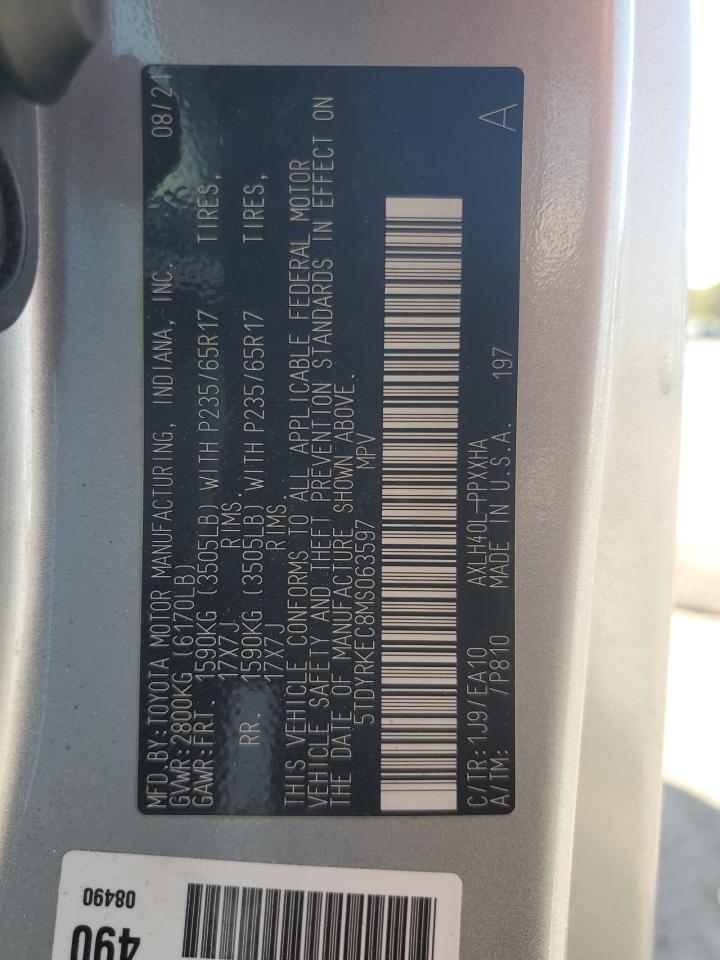 MFD.BY:TOYOTA MOTOR MANUFACTURING, INDIANA, INC. 08/21
GVWR:2800KG (6170LB)
GAWR:FRT. 1590KG (3505LB) WITH P235/65R17 TIRES,
17X7J RIMS.
RR. 1590KG (3505LB) WITH P235/65R17 TIRES,
17X7J RIMS.
THIS VEHICLE CONFORMS TO ALL APPLICABLE FEDERAL MOTOR
VEHICLE SAFETY AND THEFT PREVENTION STANDARDS IN EFFECT ON
THE DATE OF MANUFACTURE SHOWN ABOVE.
5TDYRKEC8MS063597 MPV
C/TR:1J9/EA10 AXLH40L-PPXXHA
A/TM: /P810 MADE IN U.S.A. 197 A
08490
490